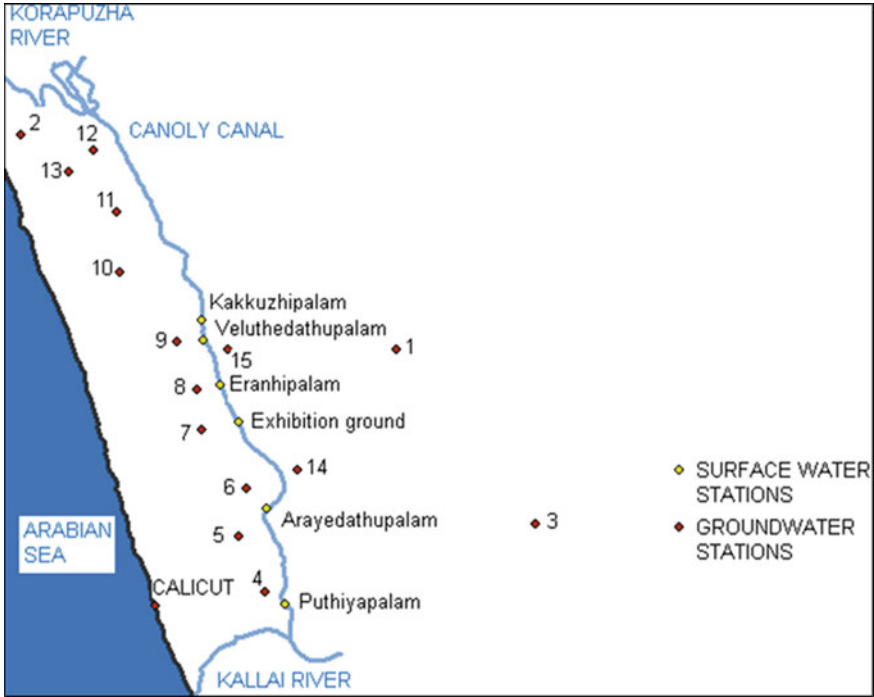 KORAPUZHA
RIVER
2
12
CANOLY CANAL
13
11
10
Kakkuzhipalam
Veluthedathupalam
9
15
1
8
Eranhipalam
7
Exhibition ground
14
6
SURFACE WATER
STATIONS
Arayedathupalam
3
GROUNDWATER
STATIONS
ARABIAN
SEA
5
4
CALICUT
Puthiyapalam
KALLAI RIVER